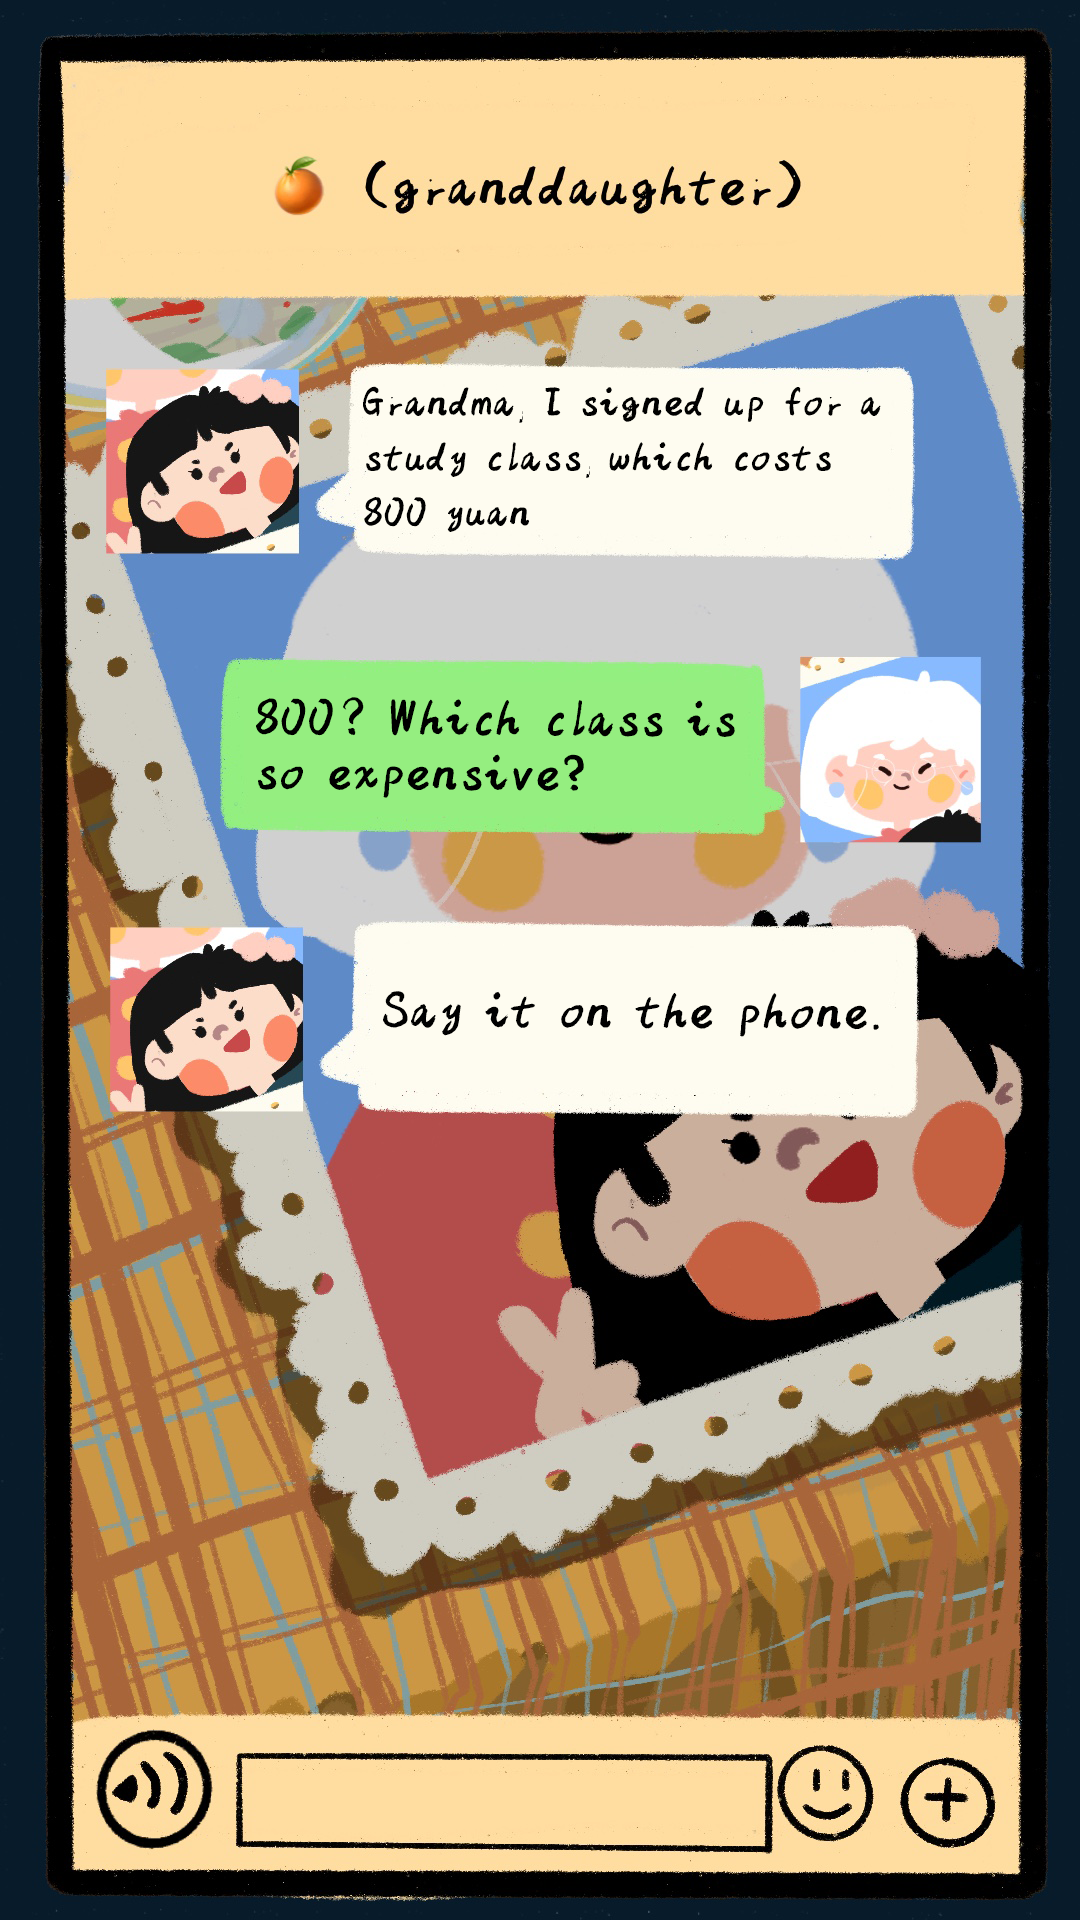 🍊 (granddaughter)
Grandma, I signed up for a
study class, which costs
800 yuan
800? Which class is
so expensive?
Say it on the phone.